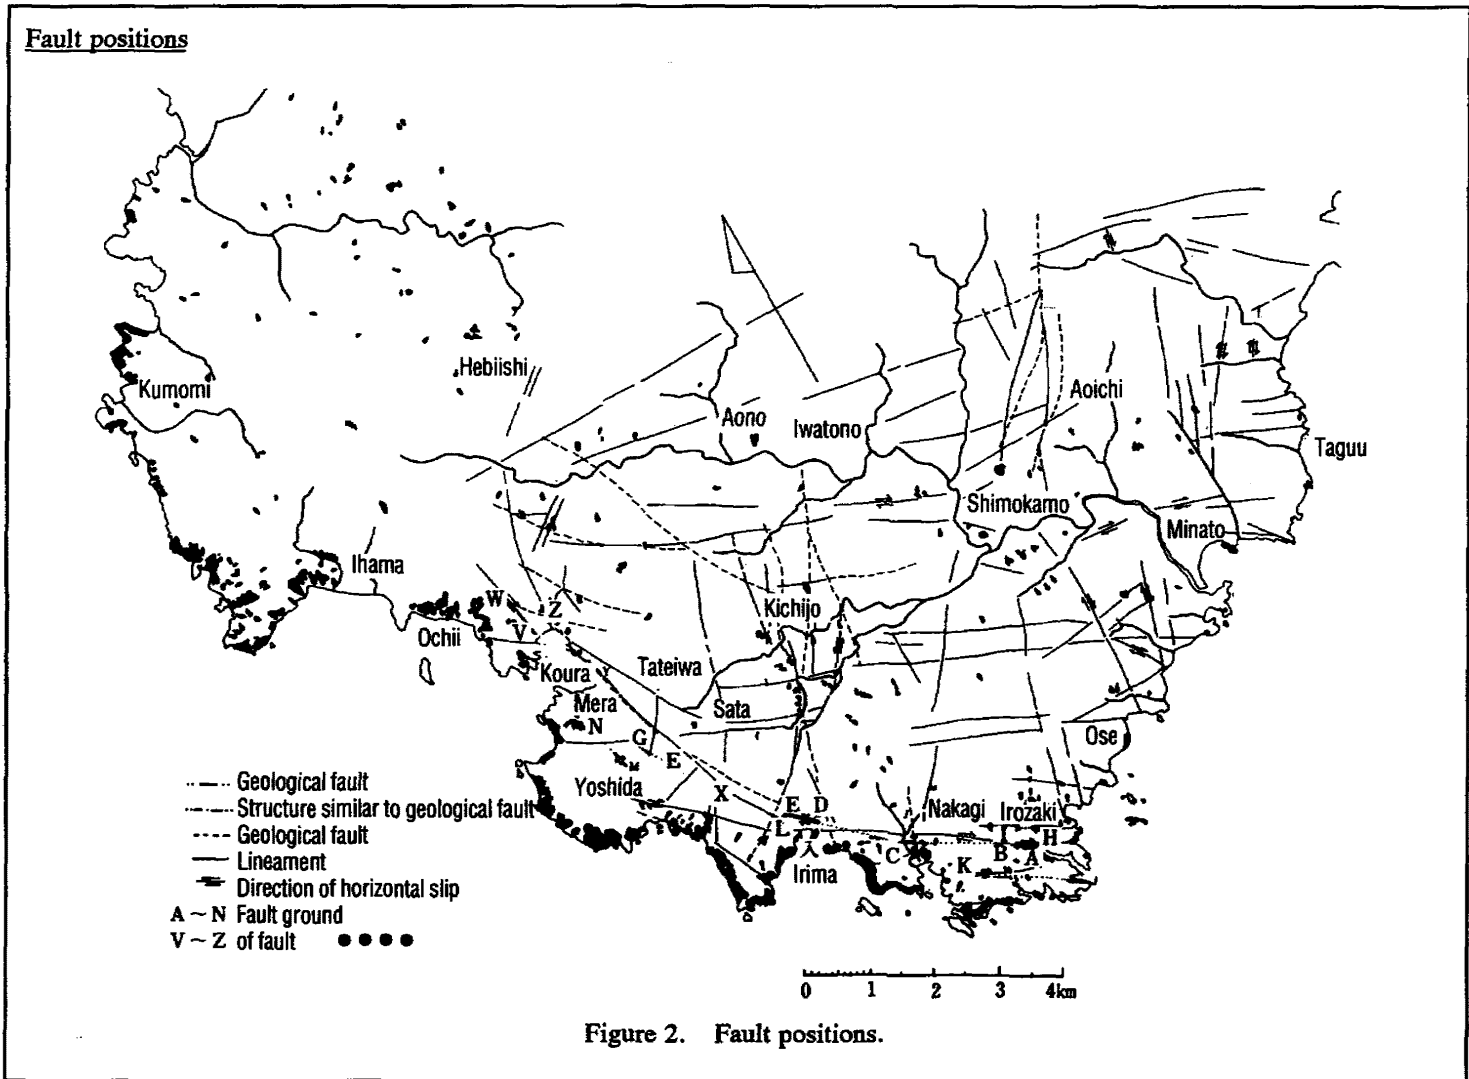 Fault positions
Hebiishi
Kumomi
Aono
Iwatono
Aoichi
Taguu
Shimokamo
Minato
Ihama
Kichijo
W
Z
Ochii
V
Koura
Tateiwa
Y
Mera
Sata
N
G
Ose
E
M
Yoshida
X
E D
Nakagi
Irozaki
L
H
入
C
B A
Irima
K
I
Geological fault
Structure similar to geological fault
Geological fault
Lineament
Direction of horizontal slip
A ~ N Fault ground
V ~ Z of fault
0 1 2 3 4km
Figure 2. Fault positions.